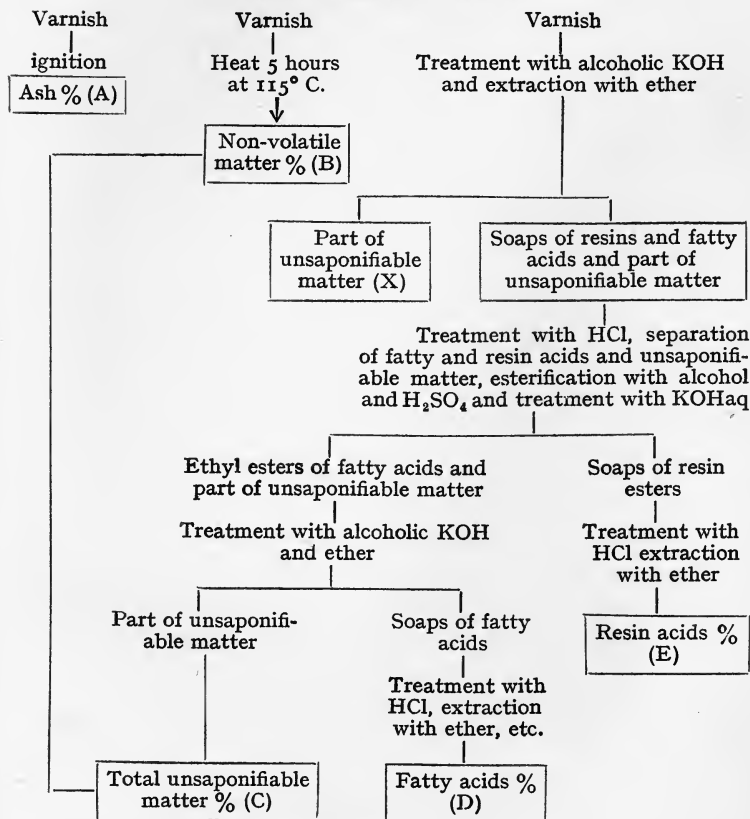 Varnish
ignition
Ash % (A)
Varnish
Heat 5 hours
at 115° C.
Non-volatile
matter % (B)
Varnish
Treatment with alcoholic KOH
and extraction with ether
Part of
unsaponifiable
matter (X)
Soaps of resins and fatty
acids and part of
unsaponifiable matter
Treatment with HCl, separation
of fatty and resin acids and unsaponifi-
able matter, esterification with alcohol
and H₂SO₄ and treatment with KOHaq
Ethyl esters of fatty acids and
part of unsaponifiable matter
Treatment with alcoholic KOH
and ether
Soaps of resin
esters
Treatment with
HCl extraction
with ether
Resin acids %
(E)
Part of unsaponifi-
able matter
Soaps of fatty
acids
Treatment with
HCl, extraction
with ether, etc.
Total unsaponifiable
matter % (C)
Fatty acids %
(D)